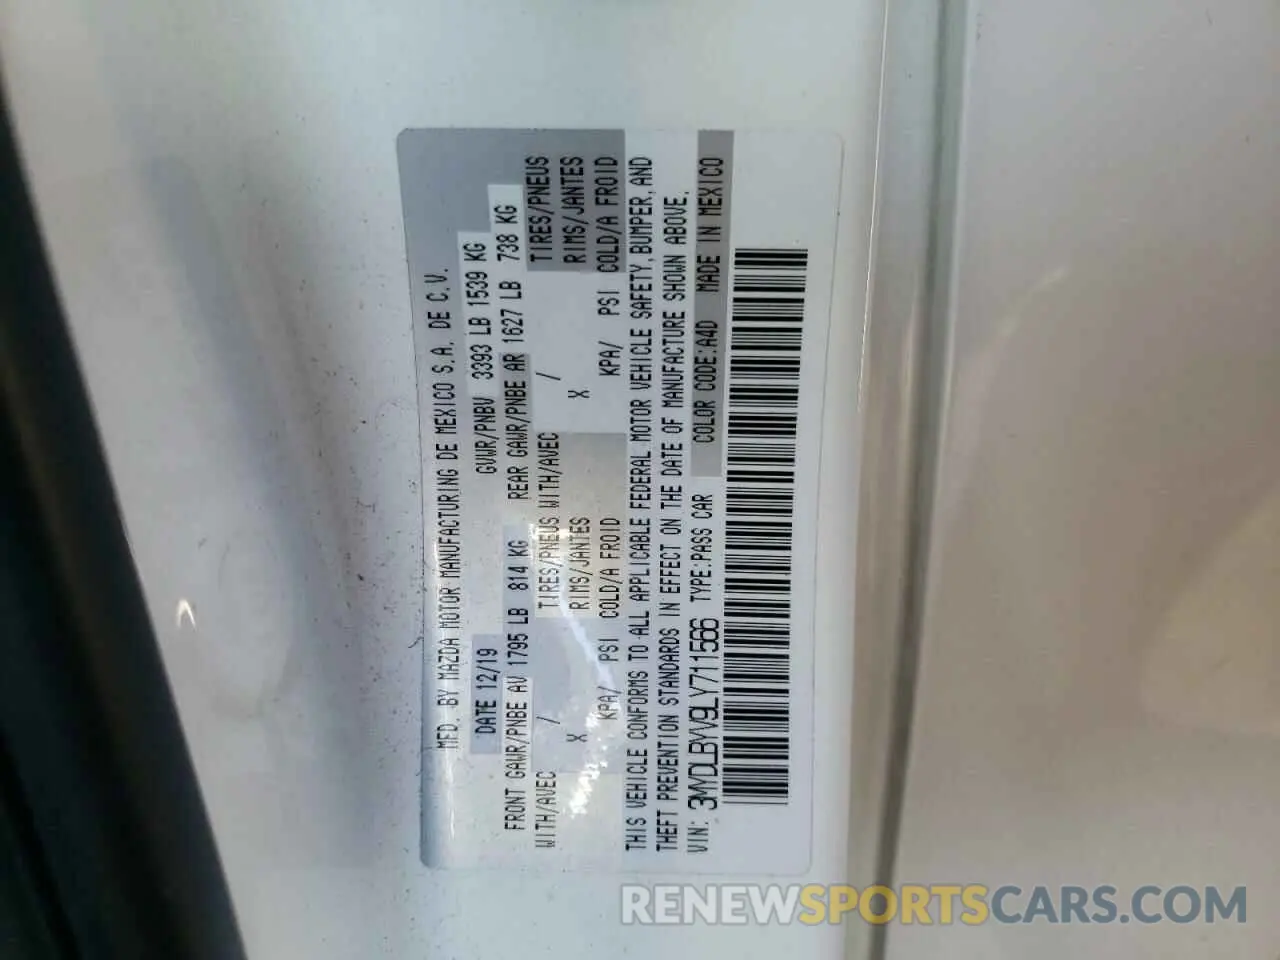 MFD. BY MAZDA MOTOR MANUFACTURING DE MEXICO S.A. DE C.V.
DATE 12/19 GVWR/PNBV 3393 LB 1539 KG
FRONT GAWR/PNBE AV 1795 LB 814 KG REAR GAWR/PNBE AR 1627 LB 738 KG
WITH/AVEC / TIRES/PNEUS WITH/AVEC / TIRES/PNEUS
X RIMS/JANTES X RIMS/JANTES
KPA/ PSI COLD/A FROID KPA/ PSI COLD/A FROID
THIS VEHICLE CONFORMS TO ALL APPLICABLE FEDERAL MOTOR VEHICLE SAFETY, BUMPER, AND
THEFT PREVENTION STANDARDS IN EFFECT ON THE DATE OF MANUFACTURE SHOWN ABOVE.
VIN: 3MYDLBYV9LY711566 TYPE:PASS CAR COLOR CODE:A4D MADE IN MEXICO
RENEWSPORTSCARS.COM